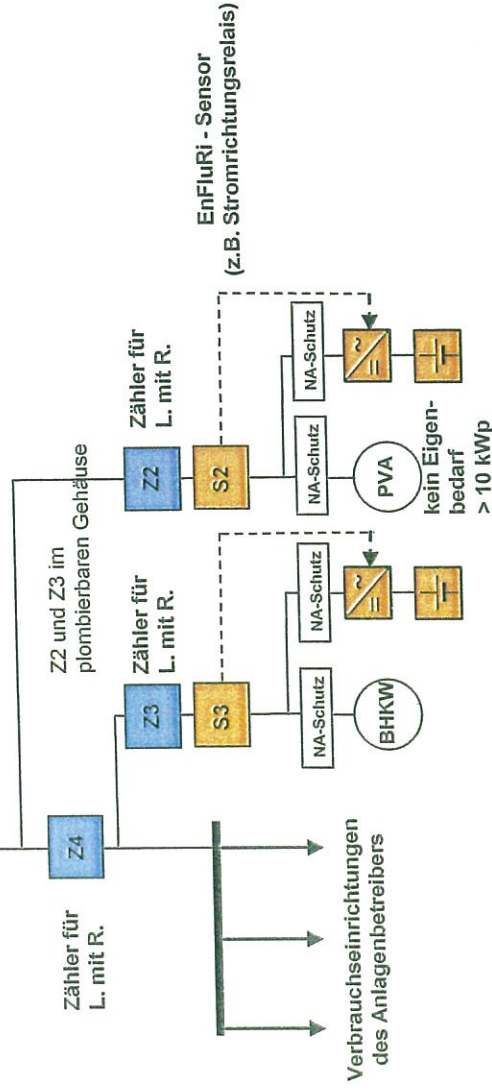 Zähler für
L. mit R.
Z4
Z2 und Z3 im
plombierbaren Gehäuse
Zähler für
L. mit R.
Z3
S3
NA-Schutz
NA-Schutz
BHKW
~
=
Zähler für
L. mit R.
Z2
S2
NA-Schutz
NA-Schutz
PVA
~
=
kein Eigen-
bedarf
> 10 kWp
EnFluRi - Sensor
(z.B. Stromrichtungsrelais)
Verbrauchseinrichtungen
des Anlagenbetreibers